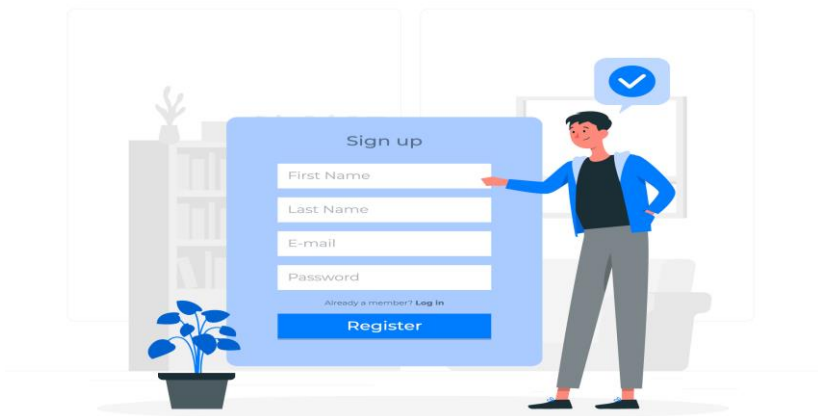 Sign up
First Name
Last Name
E-mail
Password
Already a member? Log in
Register